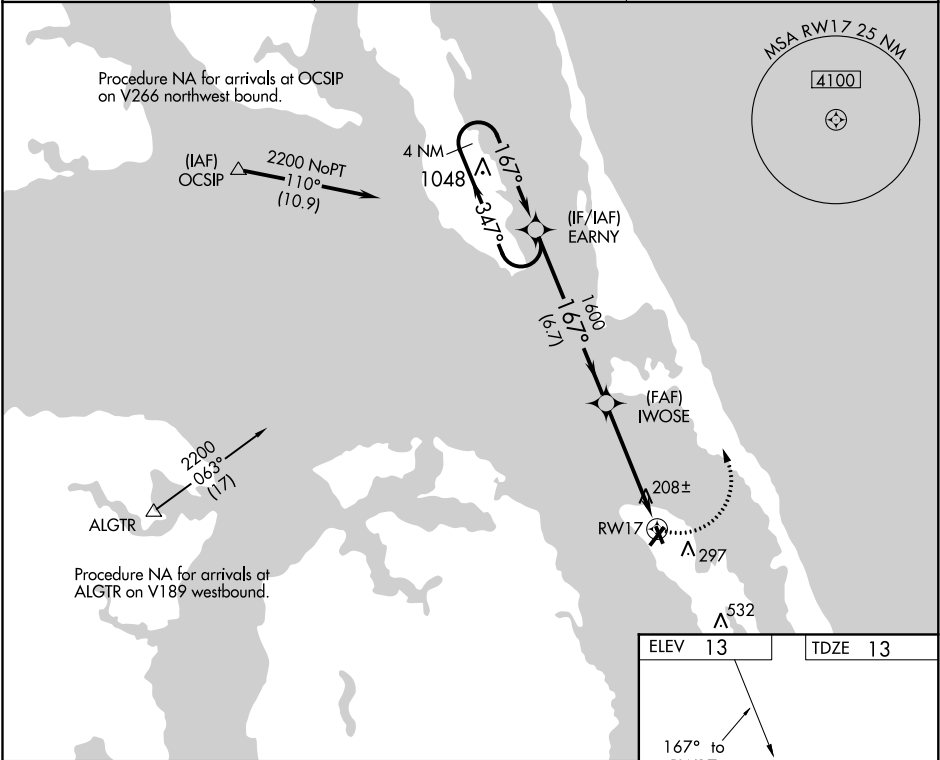 MSA RW17 25 NM
4100
Procedure NA for arrivals at OCSIP
on V266 northwest bound.
(IAF)
OCSIP
2200 NoPT
110°
(10.9)
4 NM
1048
167°
347°
(IF/IAF)
EARNY
1600
167°
(6.7)
(FAF)
IWOSE
2200
063°
(17)
ALGTR
208±
RW17
297
Procedure NA for arrivals at
ALGTR on V189 westbound.
532
ELEV 13
TDZE 13
167° to